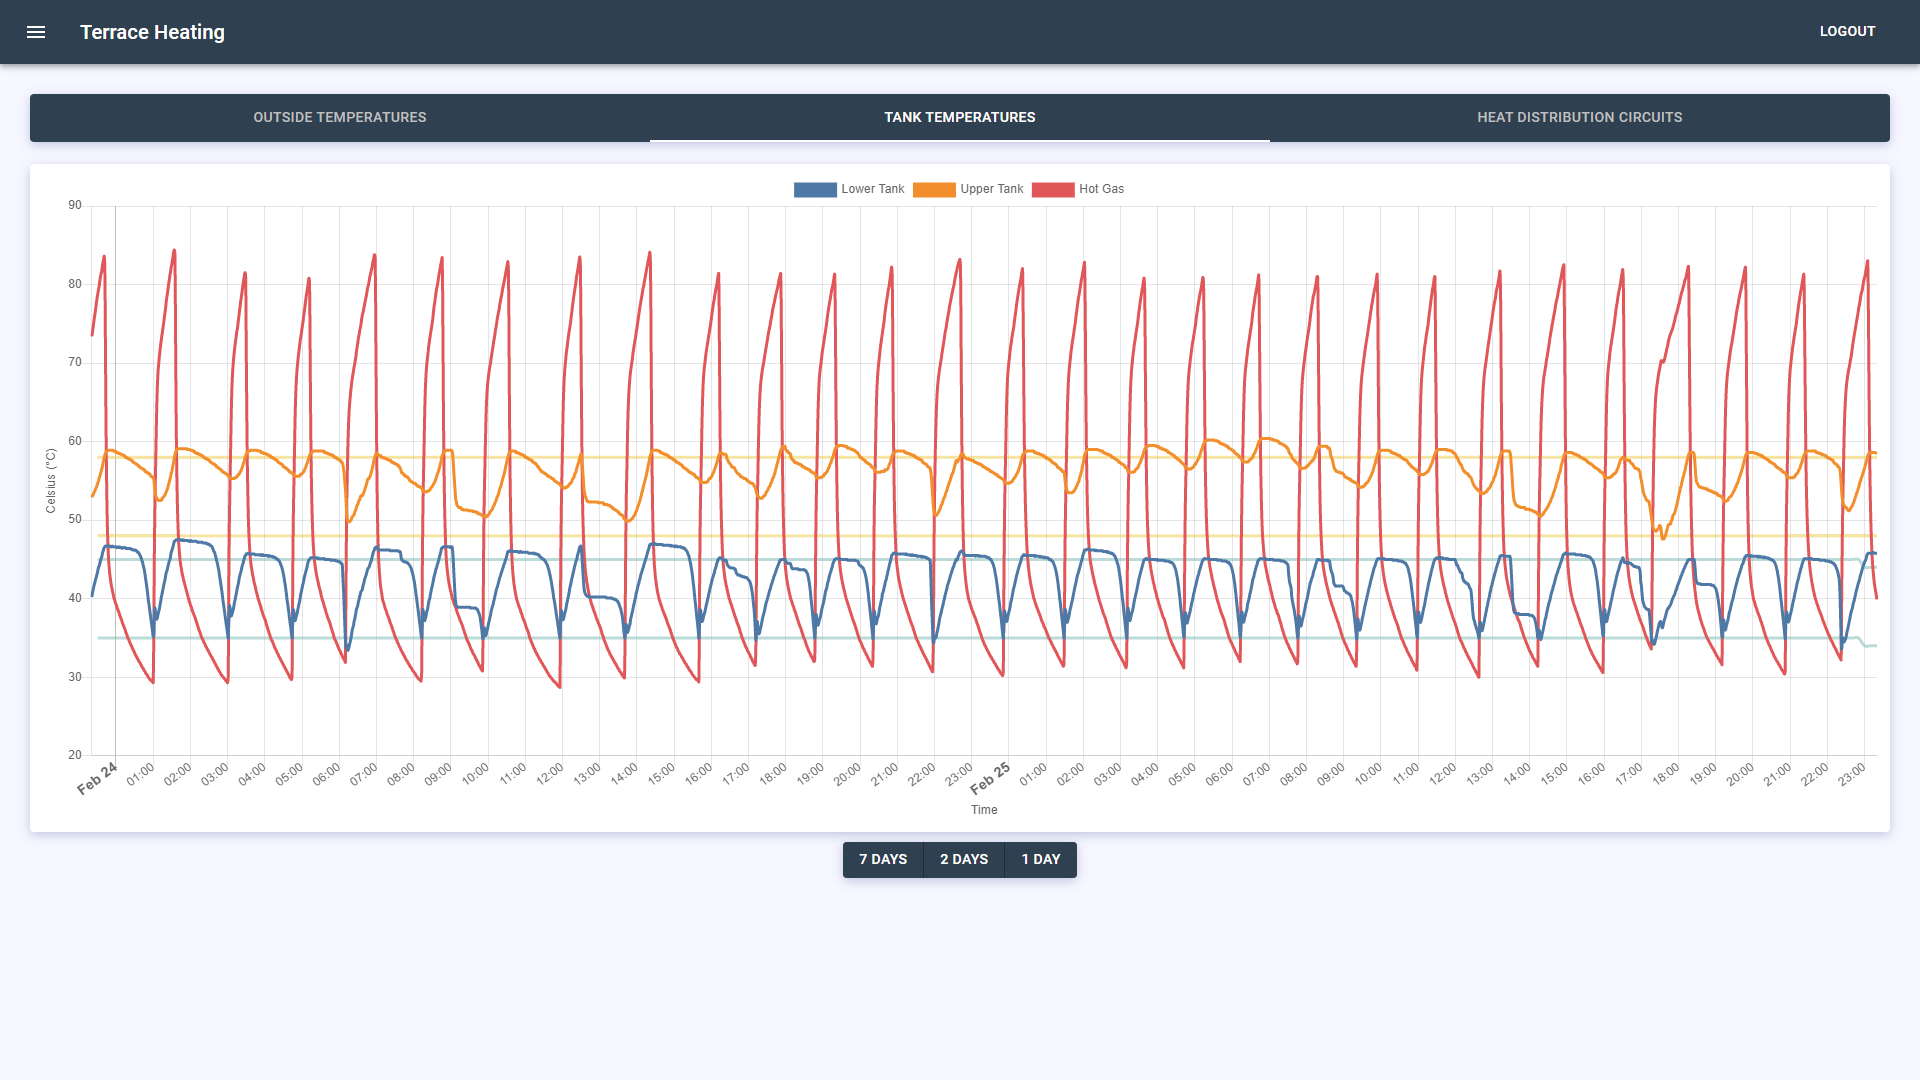 Terrace Heating
LOGOUT
OUTSIDE TEMPERATURES
TANK TEMPERATURES
HEAT DISTRIBUTION CIRCUITS
Lower Tank Upper Tank Hot Gas
90
80
70
60
50
40
30
20
Celsius (°C)
Feb 24 01:00 02:00 03:00 04:00 05:00 06:00 07:00 08:00 09:00 10:00 11:00 12:00 13:00 14:00 15:00 16:00 17:00 18:00 19:00 20:00 21:00 22:00 23:00 Feb 25 01:00 02:00 03:00 04:00 05:00 06:00 07:00 08:00 09:00 10:00 11:00 12:00 13:00 14:00 15:00 16:00 17:00 18:00 19:00 20:00 21:00 22:00 23:00
Time
7 DAYS 2 DAYS 1 DAY